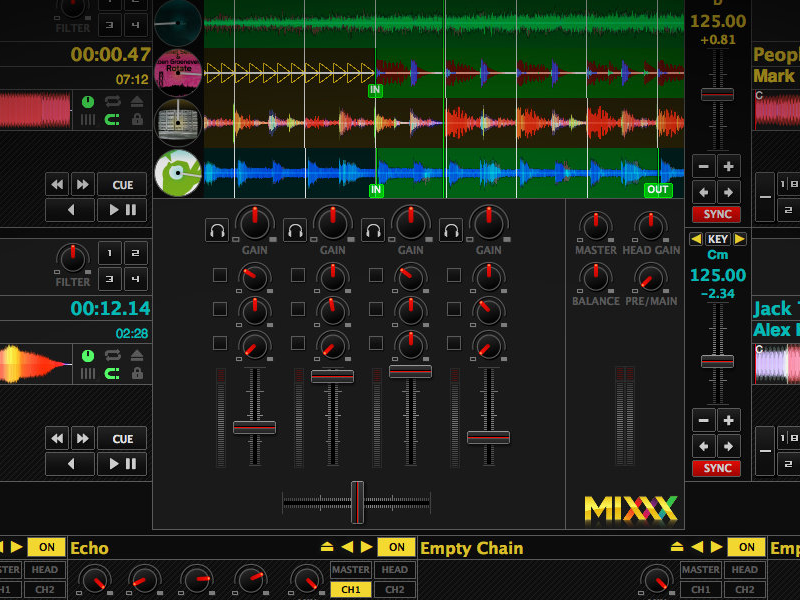 FILTER
3 4
00:00.47
07:12
CUE
FILTER
1 2
3 4
00:12.14
02:28
CUE
Rotate
IN
IN
OUT
GAIN
GAIN
GAIN
GAIN
MASTER HEAD GAIN
BALANCE PRE/MAIN
MIXXX
125.00
+0.81
SYNC
KEY
Cm
125.00
-2.34
SYNC
Peopl
Mark
C
1 8
2
Jack T
Alex
C
1 8
2
ON Echo
ON Empty Chain
ON Emp
STER HEAD
H1 CH2
MASTER HEAD
CH1 CH2
MASTER HEAD
CH1 CH2